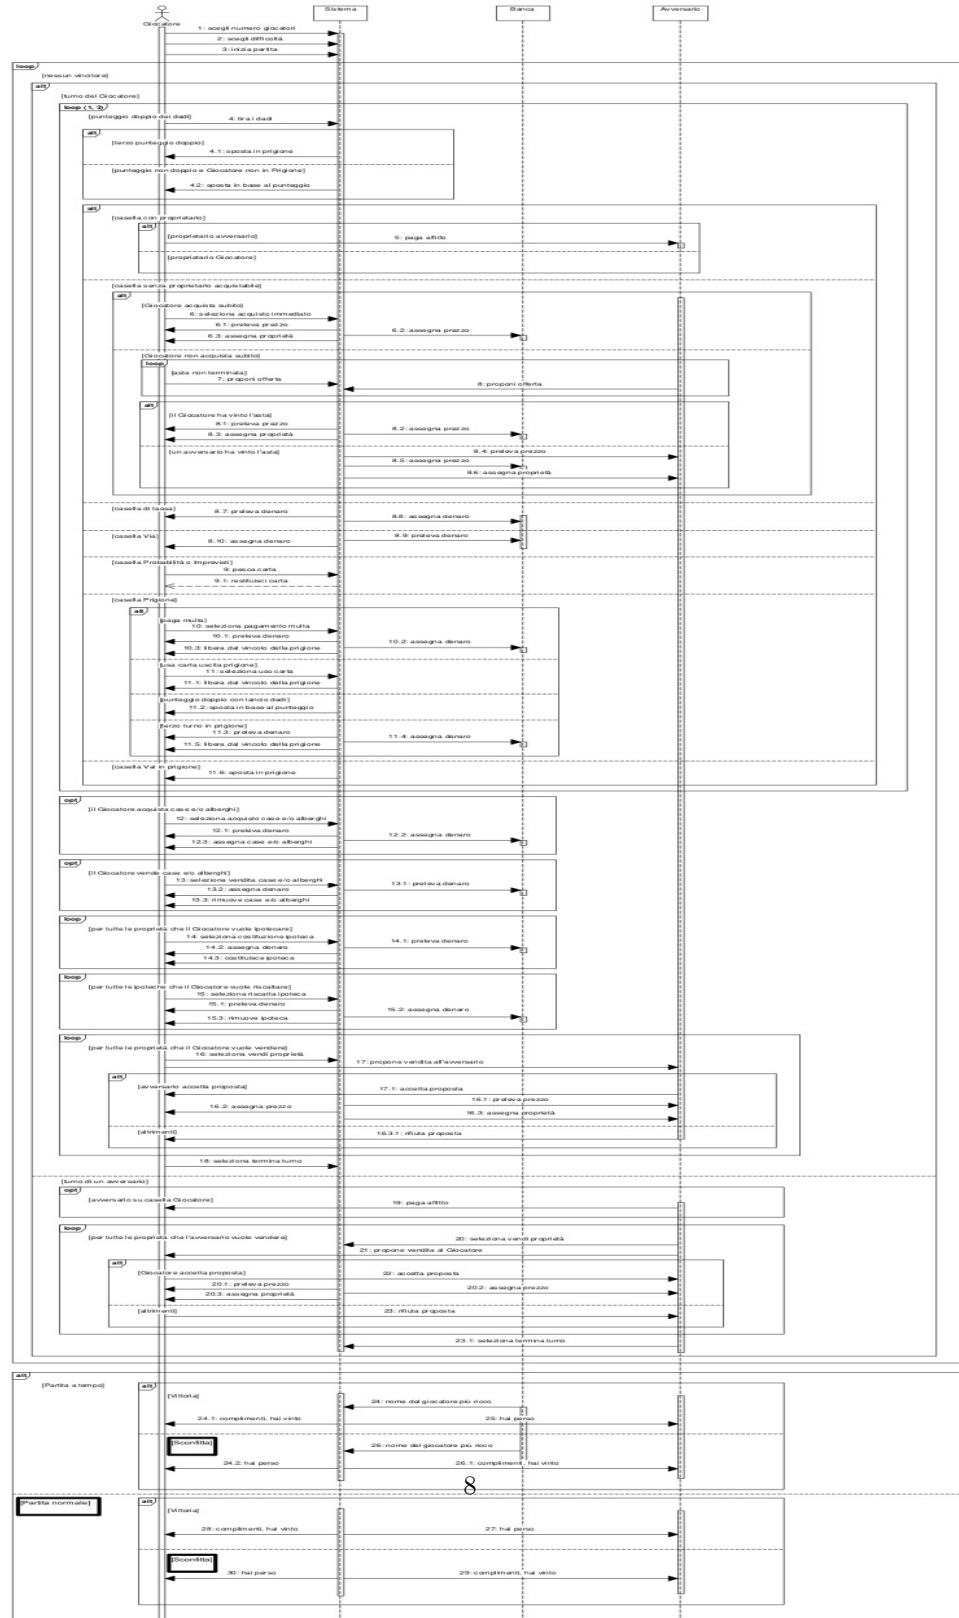 Giocatore
Sistema
Banca
Avversario
1: scegli numero giocatori
2: scegli difficoltà
3: inizia partita
loop
[nessun vincitore]
alt
[turno del Giocatore]
loop (1, 3)
[punteggio doppio dei dadi]
4: tira i dadi
alt
[terzo punteggio doppio]
4.1: sposta in prigione
[punteggio non doppio e Giocatore non in Prigione]
4.2: sposta in base al punteggio
alt
[casella con proprietario]
alt
[proprietario avversario]
5: paga affitto
[proprietario Giocatore]
[casella senza proprietario acquistabile]
alt
[Giocatore acquista subito]
6: seleziona acquisto immediato
6.1: preleva prezzo
6.2: assegna prezzo
6.3: assegna proprietà
[Giocatore non acquista subito]
loop
[asta non terminata]
7: proponi offerta
8: proponi offerta
alt
[il Giocatore ha vinto l'asta]
8.1: preleva prezzo
8.2: assegna prezzo
8.3: assegna proprietà
[un avversario ha vinto l'asta]
8.4: preleva prezzo
8.5: assegna prezzo
8.6: assegna proprietà
[casella di tassa]
8.7: preleva denaro
8.8: assegna denaro
[casella Via]
8.9: preleva denaro
8.10: assegna denaro
[casella Probabilità o Imprevisti]
9: pesca carta
9.1: restituisci carta
[casella Prigione]
alt
[paga multa]
10: seleziona pagamento multa
10.1: preleva denaro
10.2: assegna denaro
10.3: libera dal vincolo della prigione
[usa carta uscita prigione]
11: seleziona uso carta
11.1: libera dal vincolo della prigione
[punteggio doppio con lancio dadi]
11.2: sposta in base al punteggio
[terzo turno in prigione]
11.3: preleva denaro
11.4: assegna denaro
11.5: libera dal vincolo della prigione
[casella Vai in prigione]
11.6: sposta in prigione
opt
[il Giocatore acquista case e/o alberghi]
12: seleziona acquisto case e/o alberghi
12.1: preleva denaro
12.2: assegna denaro
12.3: assegna case e/o alberghi
opt
[il Giocatore vende case e/o alberghi]
13: seleziona vendita case e/o alberghi
13.1: preleva denaro
13.2: assegna denaro
13.3: rimuove case e/o alberghi
loop
[per tutte le proprietà che il Giocatore vuole ipotecare]
14: seleziona costituzione ipoteca
14.1: preleva denaro
14.2: assegna denaro
14.3: costituisce ipoteca
loop
[per tutte le ipoteche che il Giocatore vuole riscattare]
15: seleziona riscatta ipoteca
15.1: preleva denaro
15.2: assegna denaro
15.3: rimuove ipoteca
loop
[per tutte le proprietà che il Giocatore vuole vendere]
16: seleziona vendi proprietà
17: propone vendita all'avversario
alt
[avversario accetta proposta]
17.1: accetta proposta
16.1: preleva prezzo
16.2: assegna prezzo
16.3: assegna proprietà
[altrimenti]
16.3.1: rifiuta proposta
18: seleziona termina turno
[turno di un avversario]
opt
[avversario su casella Giocatore]
19: paga affitto
loop
[per tutte le proprietà che l'avversario vuole vendere]
20: seleziona vendi proprietà
21: propone vendita al Giocatore
alt
[Giocatore accetta proposta]
22: accetta proposta
20.1: preleva prezzo
20.2: assegna prezzo
20.3: assegna proprietà
[altrimenti]
23: rifiuta proposta
23.1: seleziona termina turno
alt
[Partita a tempo]
alt
[Vittoria]
24: nome del giocatore più ricco
24.1: complimenti, hai vinto
25: hai perso
[Sconfitta]
26: nome del giocatore più ricco
24.2: hai perso
26.1: complimenti, hai vinto
8
[Partita normale]
alt
[Vittoria]
28: complimenti, hai vinto
27: hai perso
[Sconfitta]
30: hai perso
29: complimenti, hai vinto